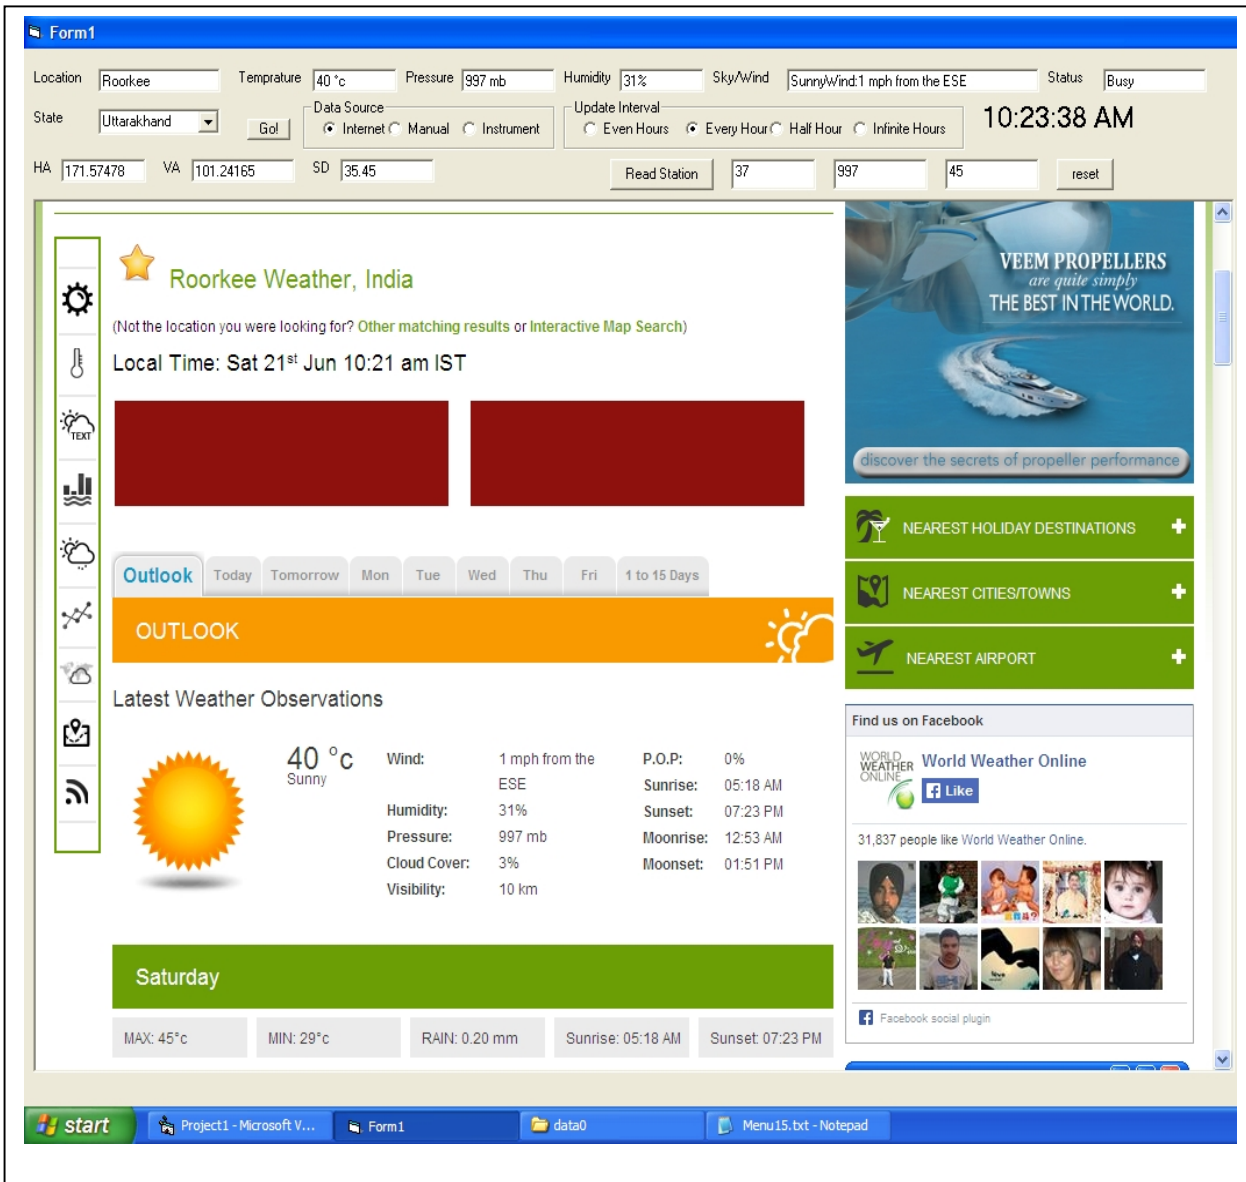 Form1
Location Roorkee Temprature 40 °c Pressure 997 mb Humidity 31% Sky/Wind SunnyWind:1 mph from the ESE Status Busy
State Uttarakhand Go! Data Source Internet Manual Instrument Update Interval Even Hours Every Hour Half Hour Infinite Hours 10:23:38 AM
HA 171.57478 VA 101.24165 SD 35.45 Read Station 37 997 45 reset
Roorkee Weather, India
(Not the location you were looking for? Other matching results or Interactive Map Search)
Local Time: Sat 21st Jun 10:21 am IST
TEXT
Outlook Today Tomorrow Mon Tue Wed Thu Fri 1 to 15 Days
OUTLOOK
Latest Weather Observations
40 °c
Sunny
Wind: 1 mph from the
ESE
Humidity: 31%
Pressure: 997 mb
Cloud Cover: 3%
Visibility: 10 km
P.O.P: 0%
Sunrise: 05:18 AM
Sunset: 07:23 PM
Moonrise: 12:53 AM
Moonset: 01:51 PM
Saturday
MAX: 45°c MIN: 29°c RAIN: 0.20 mm Sunrise: 05:18 AM Sunset: 07:23 PM
VEEM PROPELLERS
are quite simply
THE BEST IN THE WORLD.
discover the secrets of propeller performance
NEAREST HOLIDAY DESTINATIONS
NEAREST CITIES/TOWNS
NEAREST AIRPORT
Find us on Facebook
WORLD
WEATHER
ONLINE
World Weather Online
Like
31,837 people like World Weather Online.
Facebook social plugin
start Project1 - Microsoft V... Form1 data0 Menu15.txt - Notepad